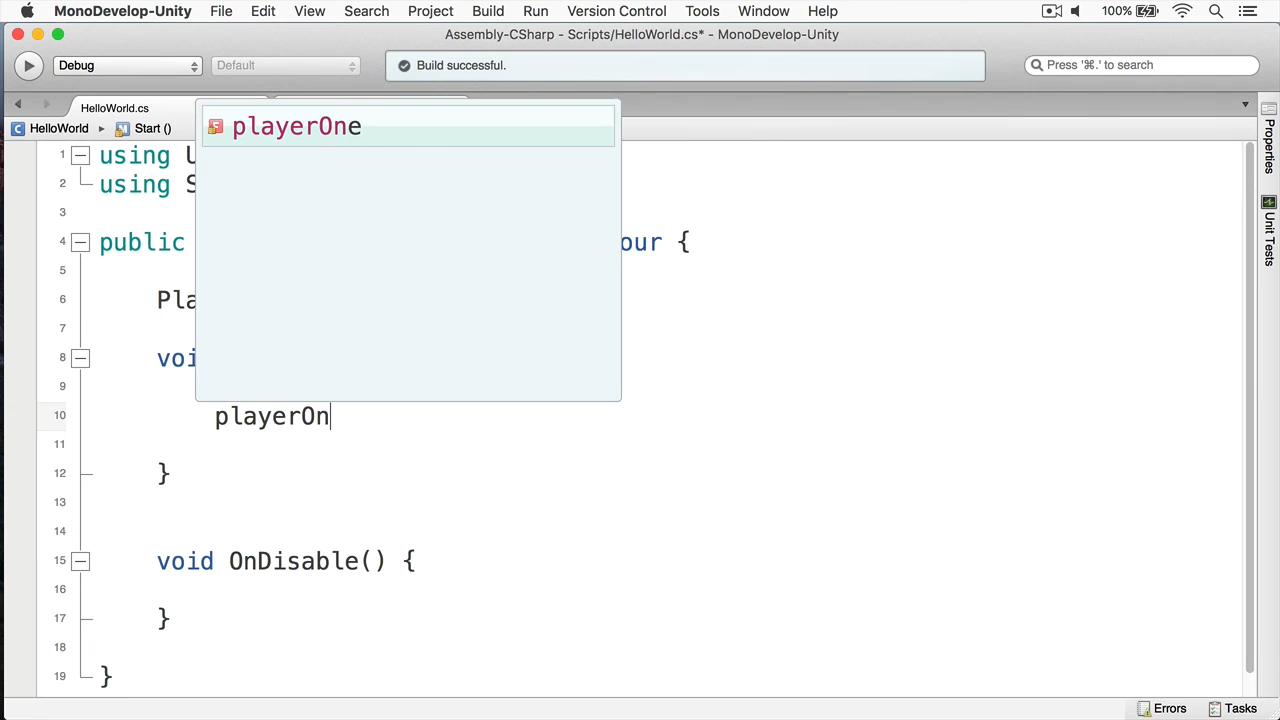 MonoDevelop-Unity File Edit View Search Project Build Run Version Control Tools Window Help 100%
Assembly-CSharp - Scripts/HelloWorld.cs* - MonoDevelop-Unity
Debug Default Build successful. Press '⌘.' to search
HelloWorld.cs
HelloWorld ▸ Start ()
playerOne
1 using U
2 using S
3
4 public our {
5
6 Pla
7
8 voi
9
10 playerOn
11
12 }
13
14
15 void OnDisable() {
16
17 }
18
19 }
Properties
Unit Tests
Errors Tasks